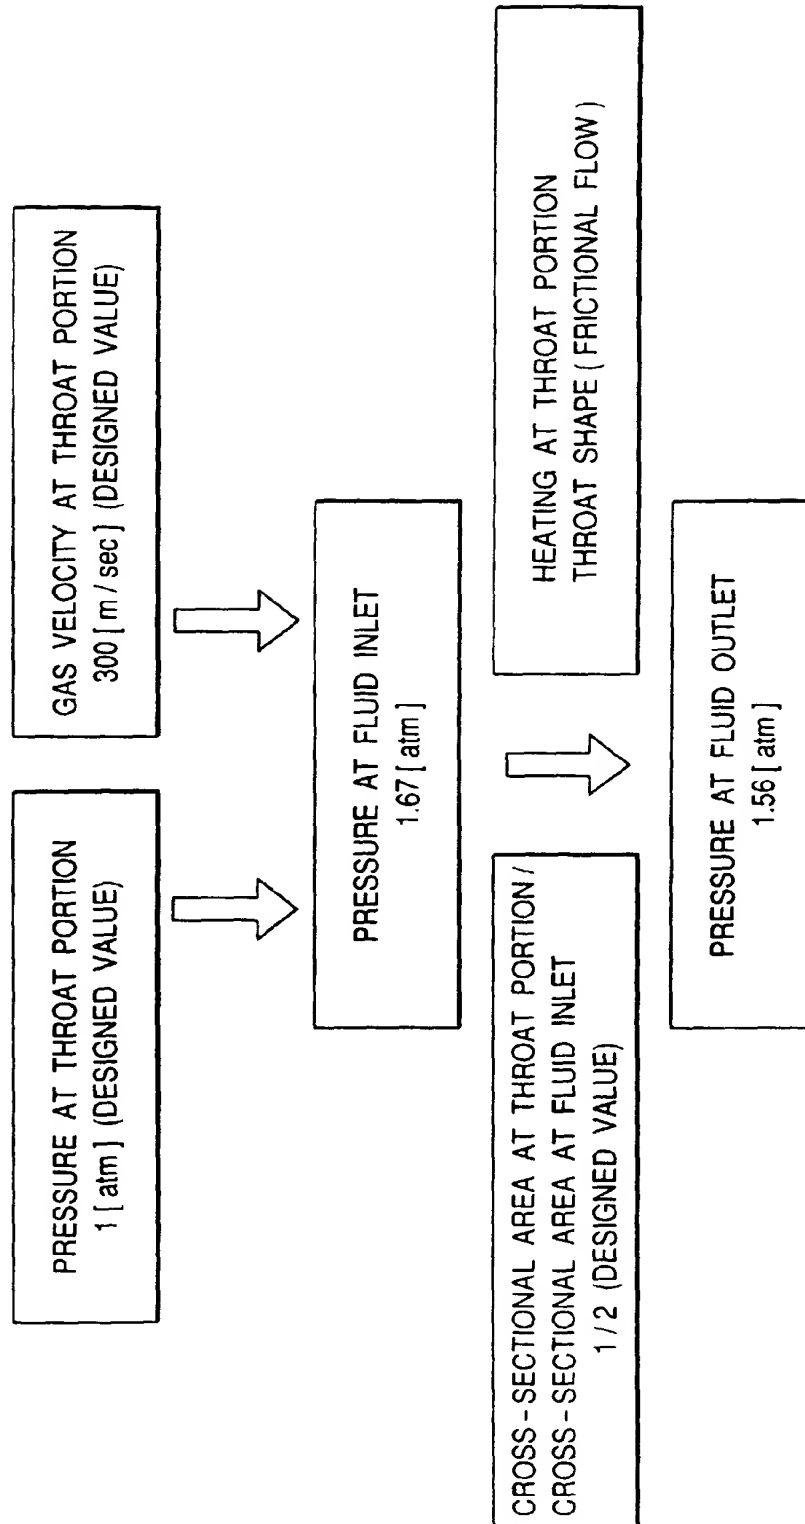 PRESSURE AT THROAT PORTION
1 [ atm ] (DESIGNED VALUE)
GAS VELOCITY AT THROAT PORTION
300 [ m / sec ] (DESIGNED VALUE)
PRESSURE AT FLUID INLET
1.67 [ atm ]
CROSS - SECTIONAL AREA AT THROAT PORTION /
CROSS - SECTIONAL AREA AT FLUID INLET
1 / 2 (DESIGNED VALUE)
HEATING AT THROAT PORTION
THROAT SHAPE ( FRICTIONAL FLOW )
PRESSURE AT FLUID OUTLET
1.56 [ atm ]